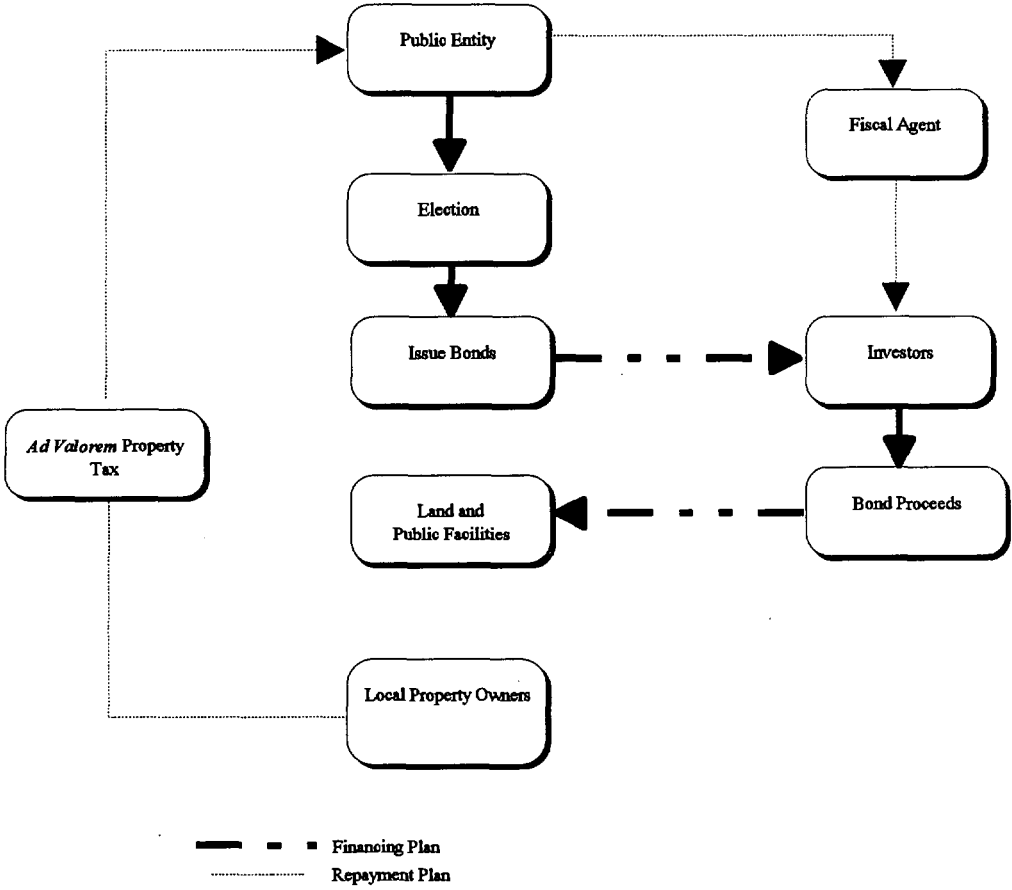 Public Entity
Fiscal Agent
Election
Issue Bonds
Investors
Ad Valorem Property
Tax
Land and
Public Facilities
Bond Proceeds
Local Property Owners
Financing Plan
Repayment Plan